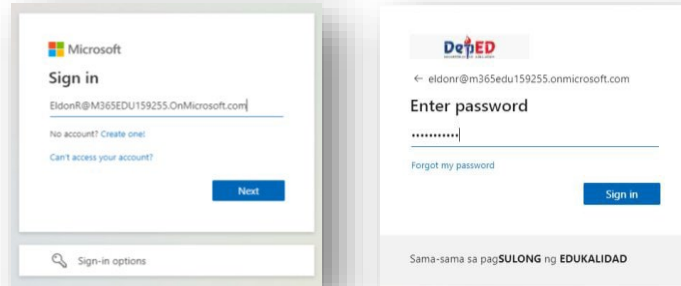 Microsoft
Sign in
EldonR@M365EDU159255.OnMicrosoft.com
No account? Create one!
Can't access your account?
Next
Sign-in options
DepED
← eldonr@m365edu159255.onmicrosoft.com
Enter password
•••••••••••
Forgot my password
Sign in
Sama-sama sa pagSULONG ng EDUKALIDAD